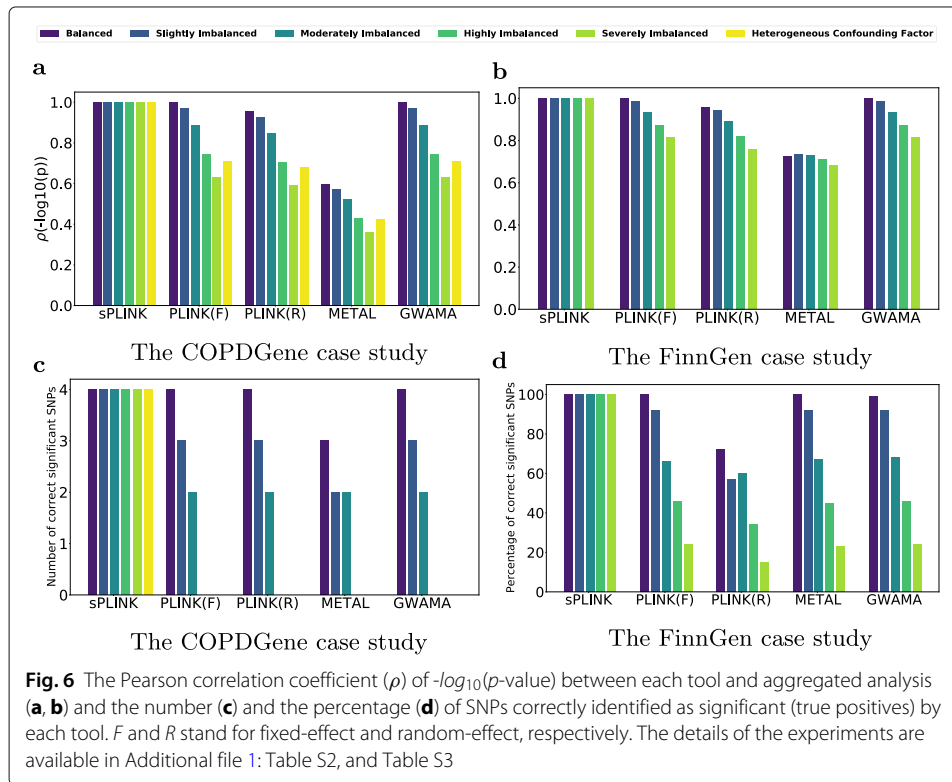 Balanced Slightly Imbalanced Moderately Imbalanced Highly Imbalanced Severely Imbalanced Heterogeneous Confounding Factor
a
ρ(-log10(p))
1.0
0.8
0.6
0.4
0.2
0.0
sPLINK PLINK(F) PLINK(R) METAL GWAMA
The COPDGene case study
b
1.0
0.8
0.6
0.4
0.2
0.0
sPLINK PLINK(F) PLINK(R) METAL GWAMA
The FinnGen case study
c
Number of correct significant SNPs
4
3
2
1
0
sPLINK PLINK(F) PLINK(R) METAL GWAMA
The COPDGene case study
d
Percentage of correct significant SNPs
100
80
60
40
20
0
sPLINK PLINK(F) PLINK(R) METAL GWAMA
The FinnGen case study
Fig. 6 The Pearson correlation coefficient (ρ) of -log10(p-value) between each tool and aggregated analysis
(a, b) and the number (c) and the percentage (d) of SNPs correctly identified as significant (true positives) by
each tool. F and R stand for fixed-effect and random-effect, respectively. The details of the experiments are
available in Additional file 1: Table S2, and Table S3